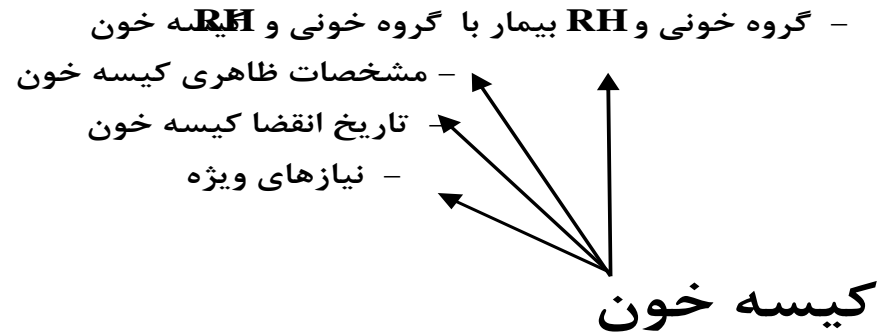 – گروه خونی و RH بیمار با گروه خونی و RH کیسه خون
– مشخصات ظاهری کیسه خون
– تاریخ انقضا کیسه خون
– نیازهای ویژه
کیسه خون